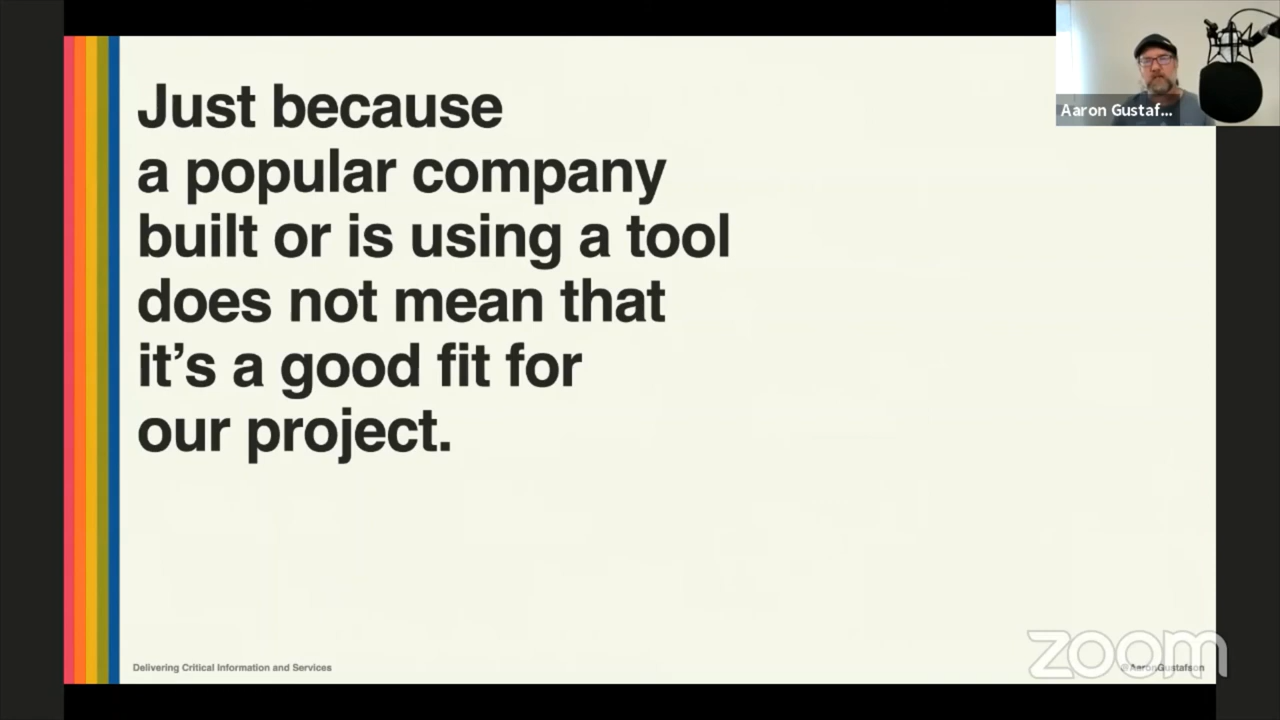 Just because
a popular company
built or is using a tool
does not mean that
it’s a good fit for
our project.
Aaron Gustaf...
Delivering Critical Information and Services
@AaronGustafson
zoom